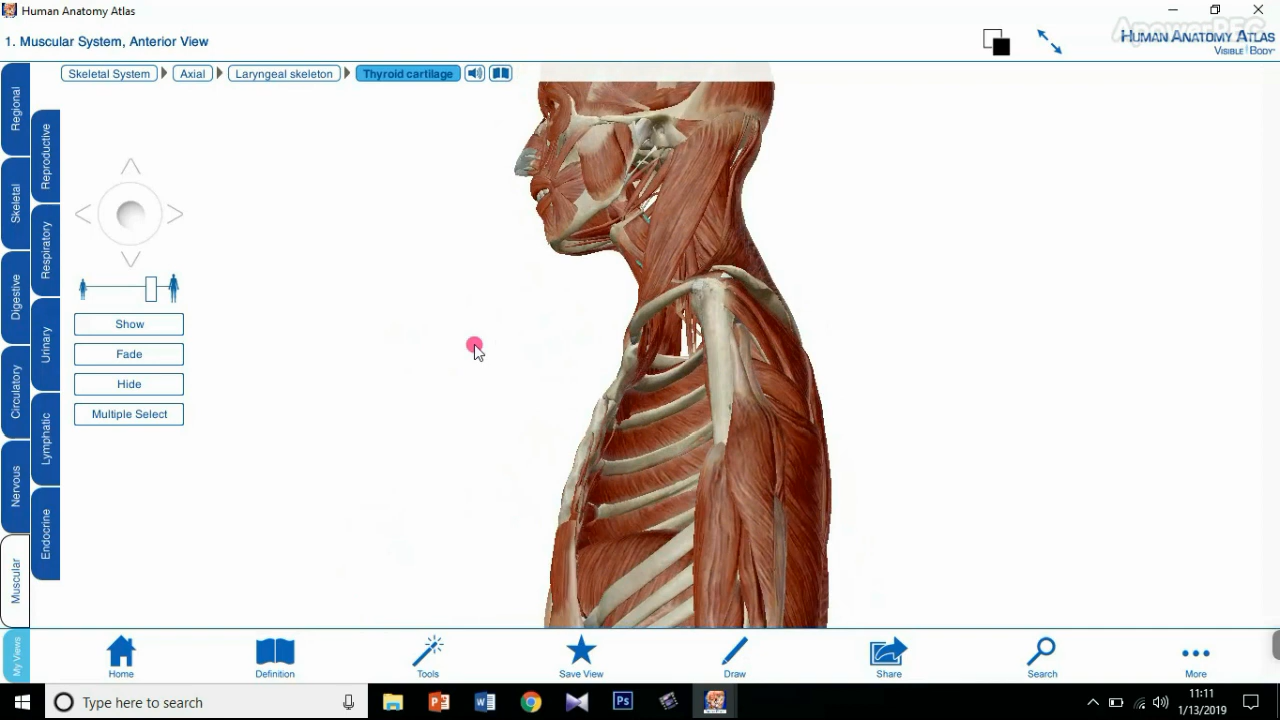 Human Anatomy Atlas
ApowerREC
1. Muscular System, Anterior View
HUMAN ANATOMY ATLAS
VISIBLE BODY
Skeletal System Axial Laryngeal skeleton Thyroid cartilage
Regional
Skeletal
Digestive
Circulatory
Nervous
Muscular
My Views
Reproductive
Respiratory
Urinary
Lymphatic
Endocrine
Show
Fade
Hide
Multiple Select
Home Definition Tools Save View Draw Share Search More
Type here to search
Ps
11:11
1/13/2019